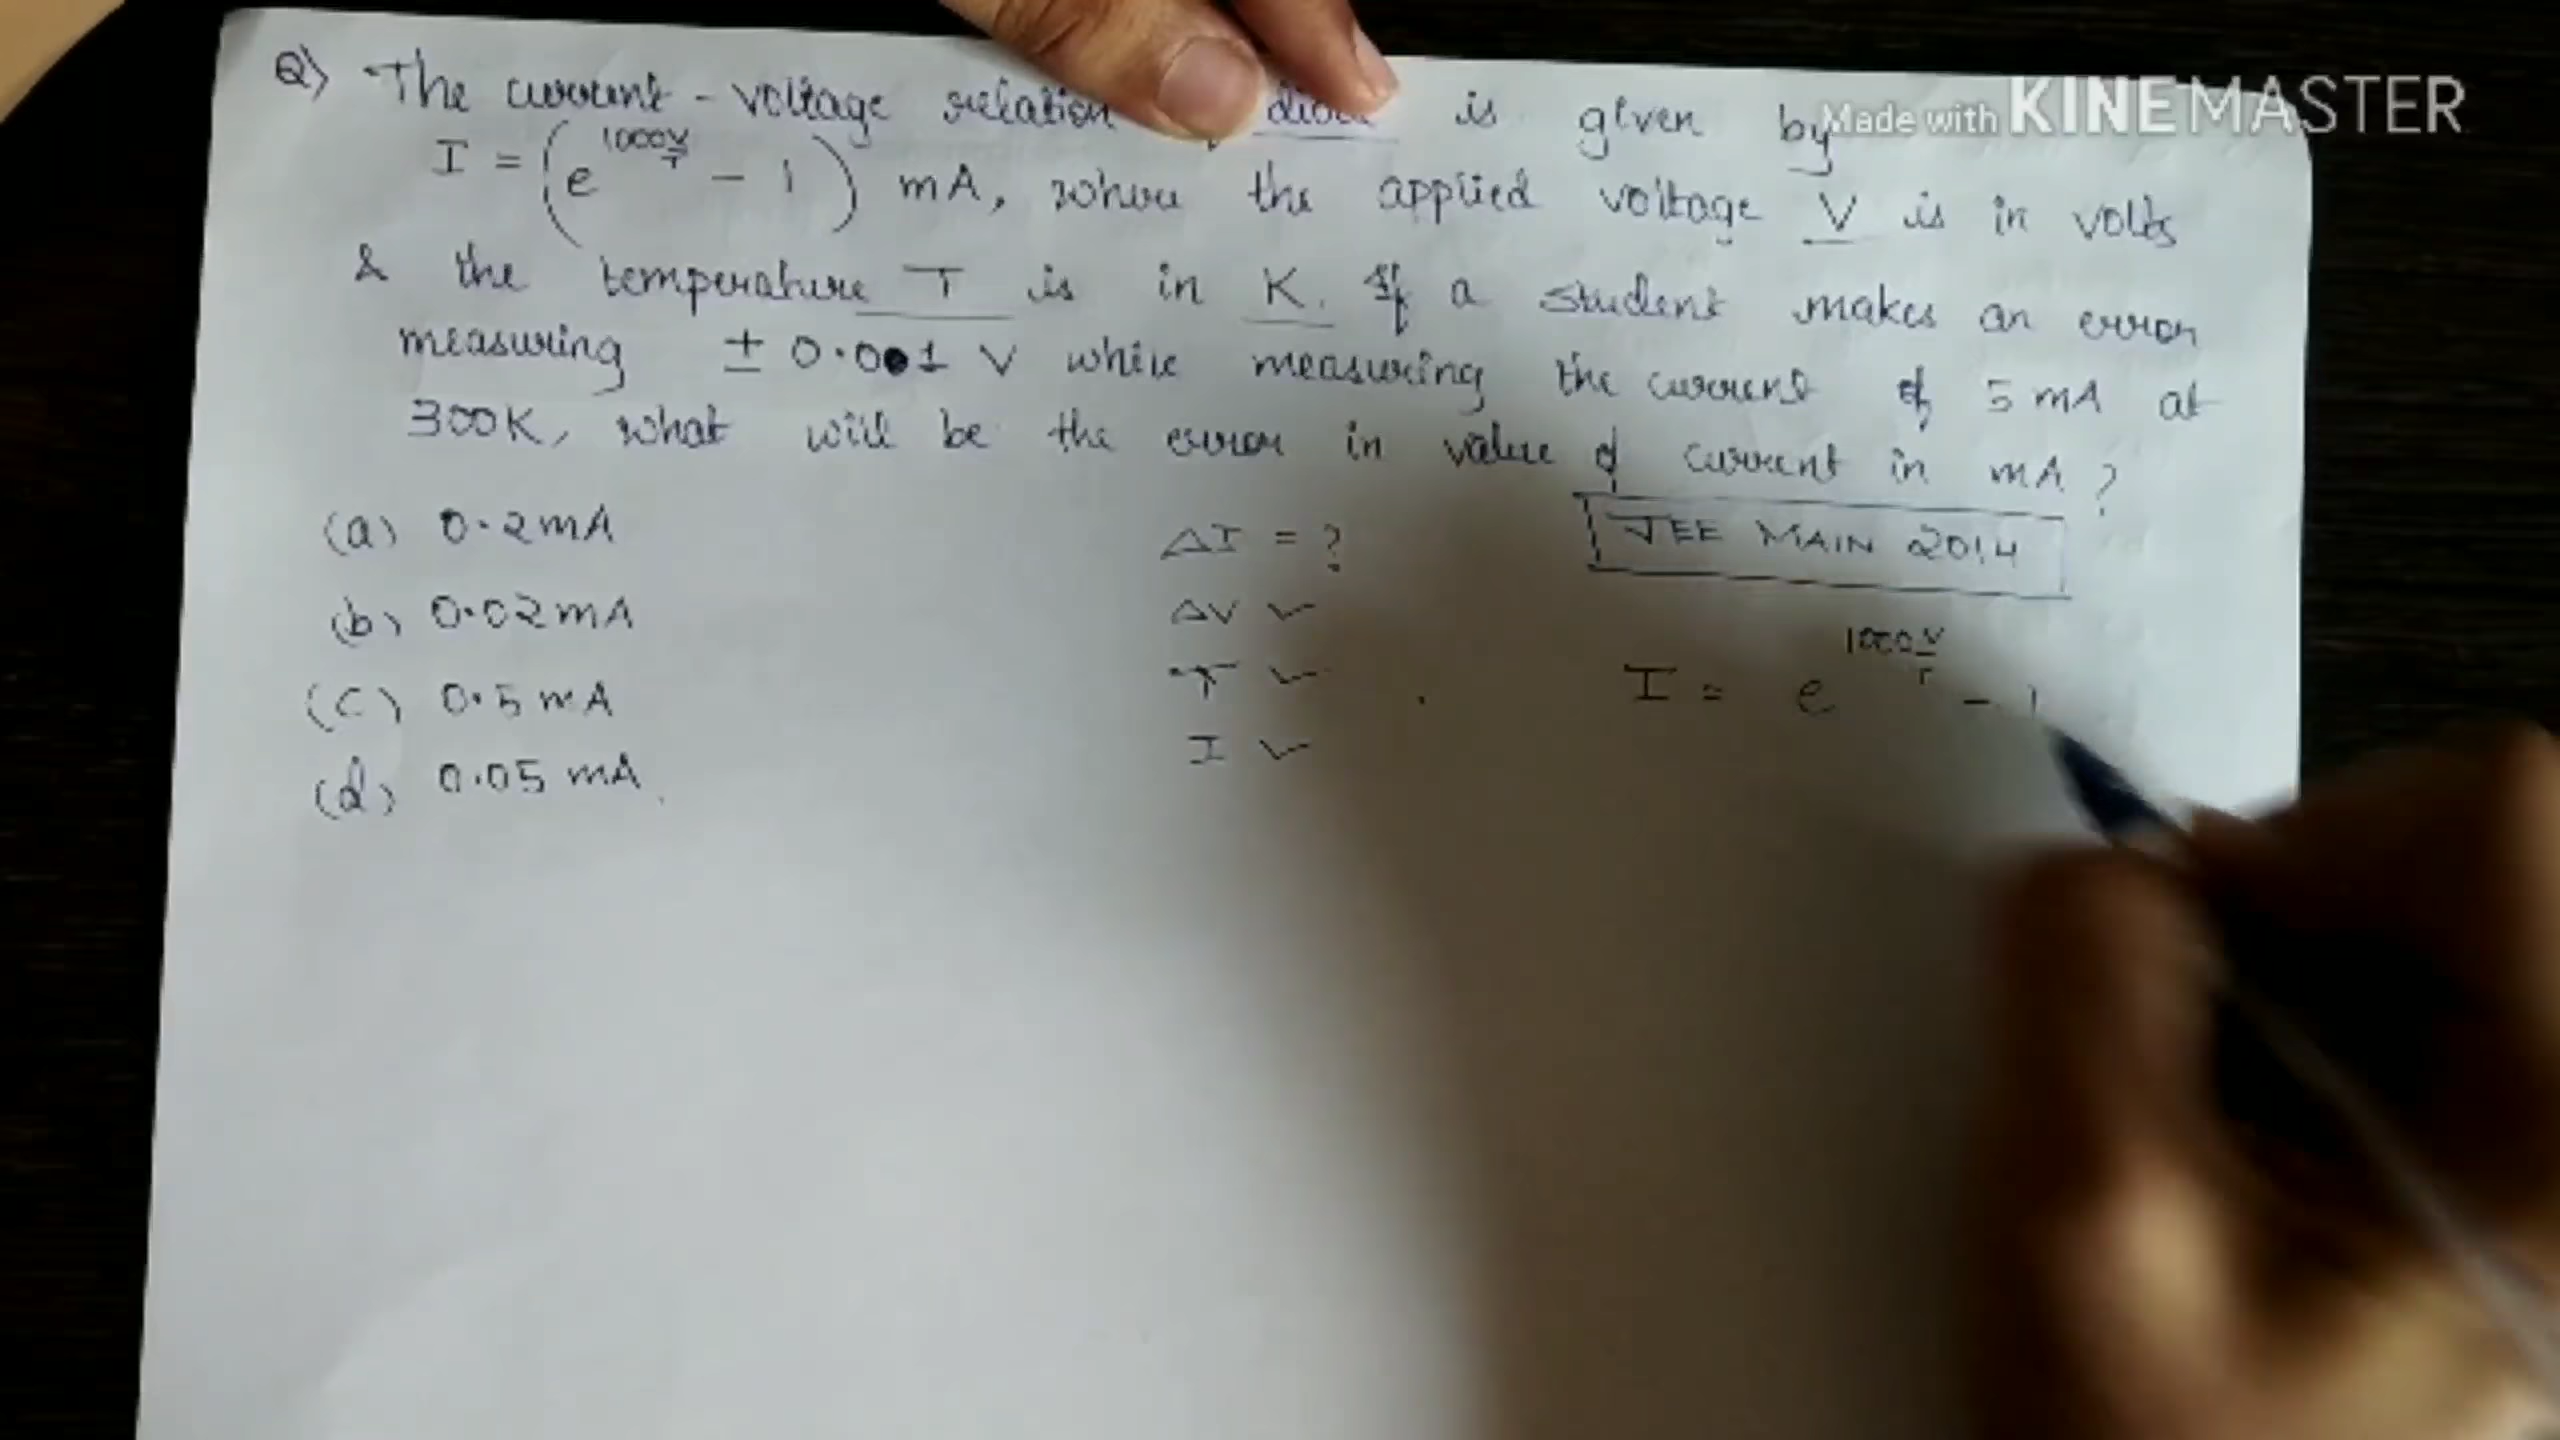 Q) The current - voltage relation is given by
I = (e^{1000V/T} - 1) mA, where the applied voltage V is in volts
& the temperature T is in K. If a student makes an error
measuring ± 0.001 V while measuring the current of 5 mA at
300K, what will be the error in value of current in mA ?
(a) 0.2 mA
(b) 0.02 mA
(c) 0.5 mA
(d) 0.05 mA.
ΔI = ?
ΔV ✓
T ✓
I ✓
JEE MAIN 2014
I = e^{1000V/T} - 1
Made with KINEMASTER